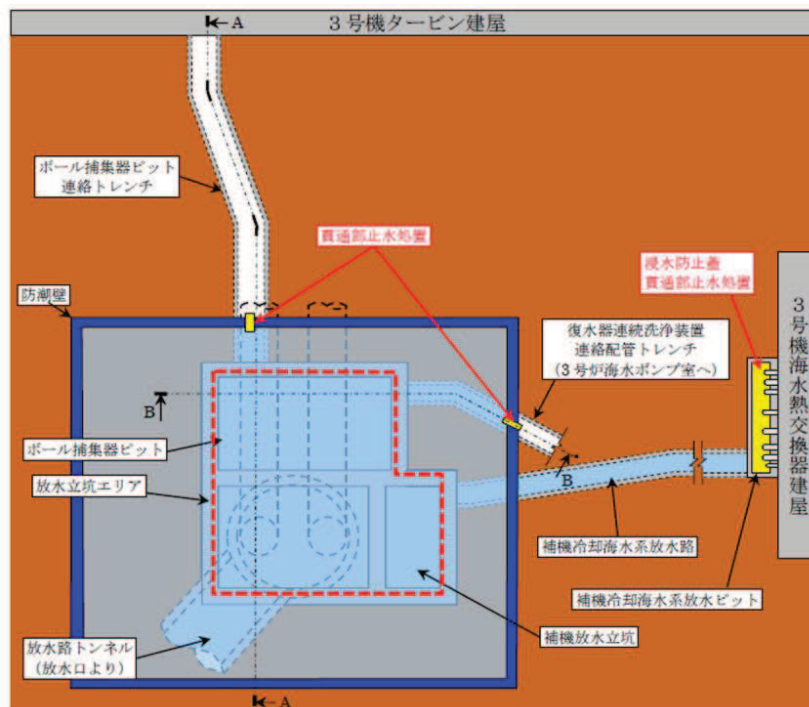 A
3号機タービン建屋
ボール捕集器ピット
連絡トレンチ
貫通部止水処置
浸水防止蓋
貫通部止水処置
防潮壁
3号機海水熱交換器建屋
復水器連続洗浄装置
連絡配管トレンチ
(3号炉海水ポンプ室へ)
B
ボール捕集器ピット
放水立坑エリア
B
補機冷却海水系放水路
補機冷却海水系放水ピット
放水路トンネル
(放水口より)
補機放水立坑
A